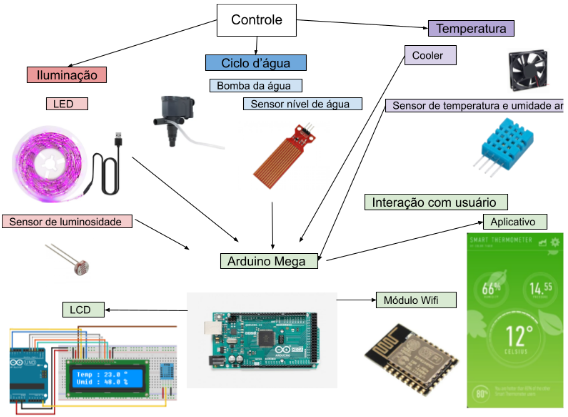 Controle
Temperatura
Iluminação
Ciclo d'água
Cooler
Bomba da água
LED
Sensor nível de água
Sensor de temperatura e umidade ar
Interação com usuário
Sensor de luminosidade
Aplicativo
Arduino Mega
SMART THERMOMETER
66%
14.55
12°
CELSIUS
80%
LCD
Módulo Wifi
Temp : 23.0 °
Umid : 40.0 %